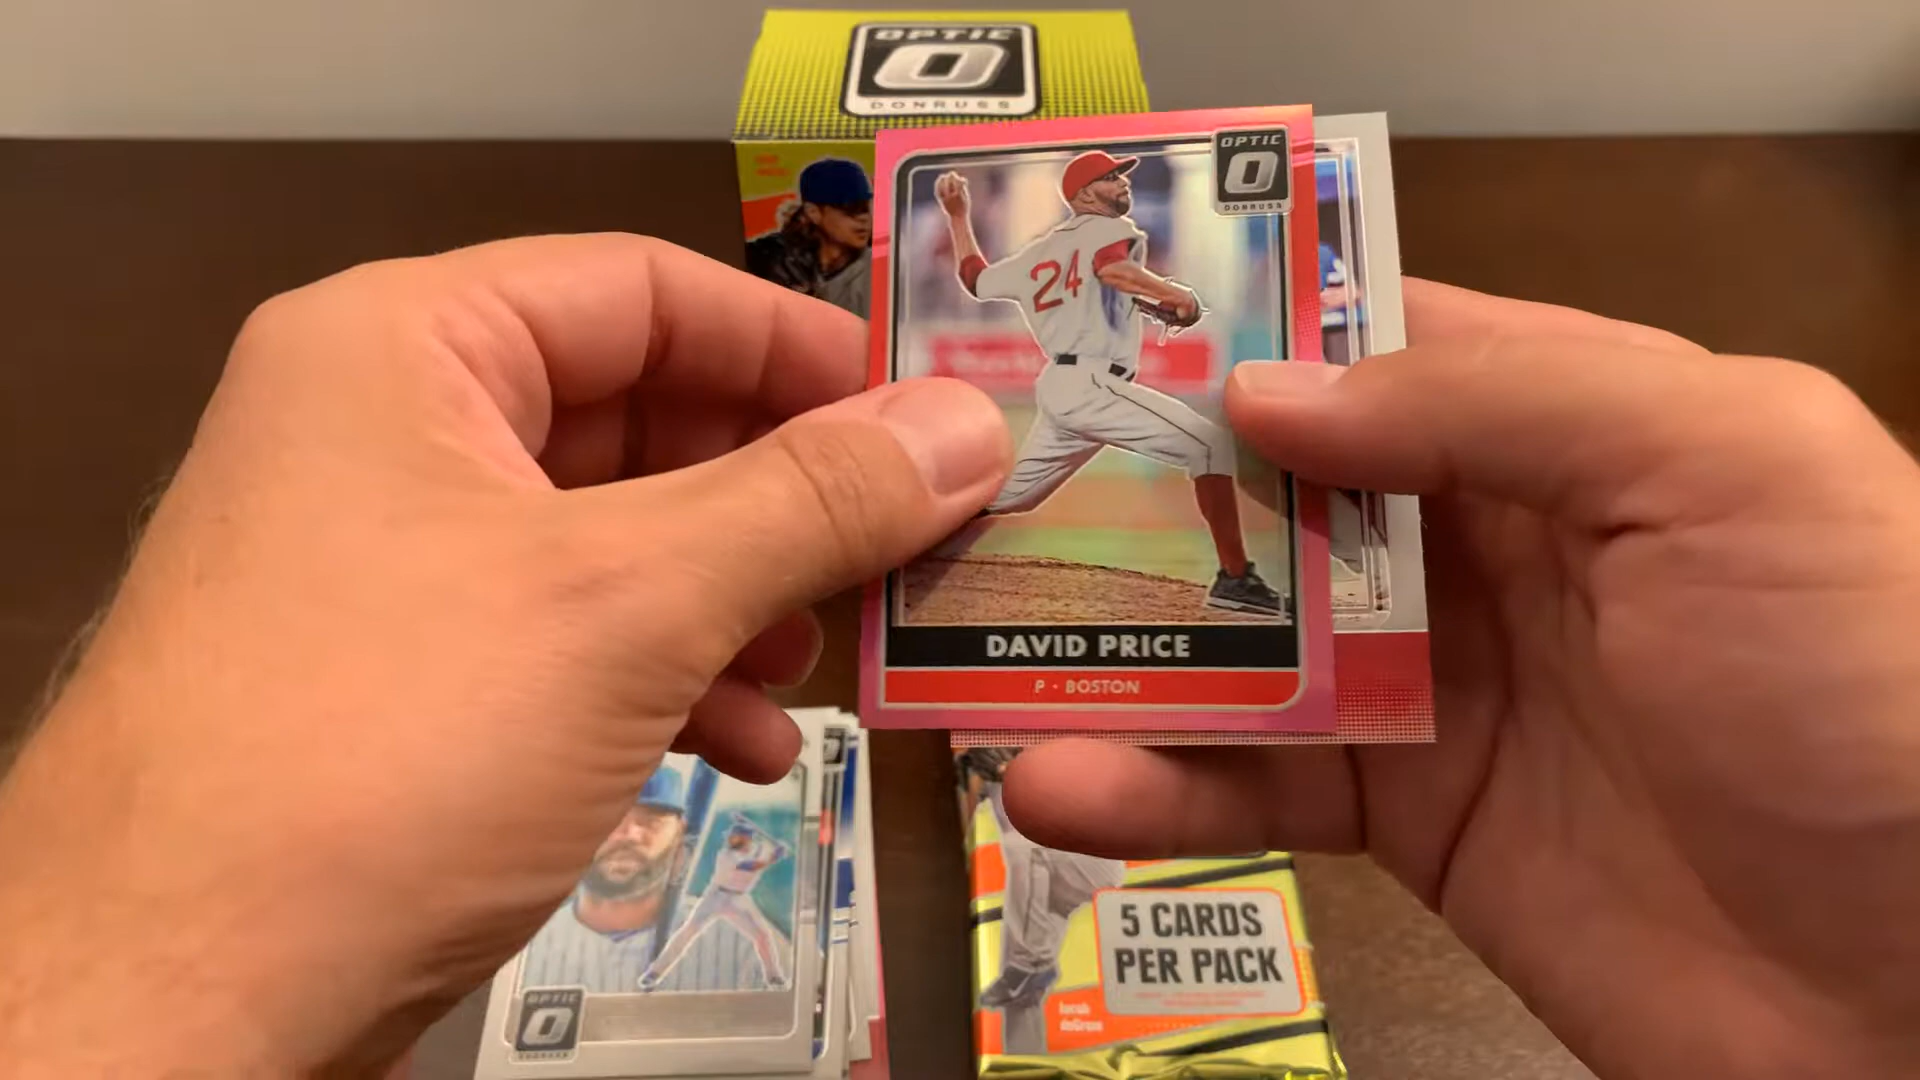 OPTIC
O
DONRUSS
OPTIC
O
DONRUSS
24
DAVID PRICE
P · BOSTON
5 CARDS
PER PACK
OPTIC
O
DONRUSS